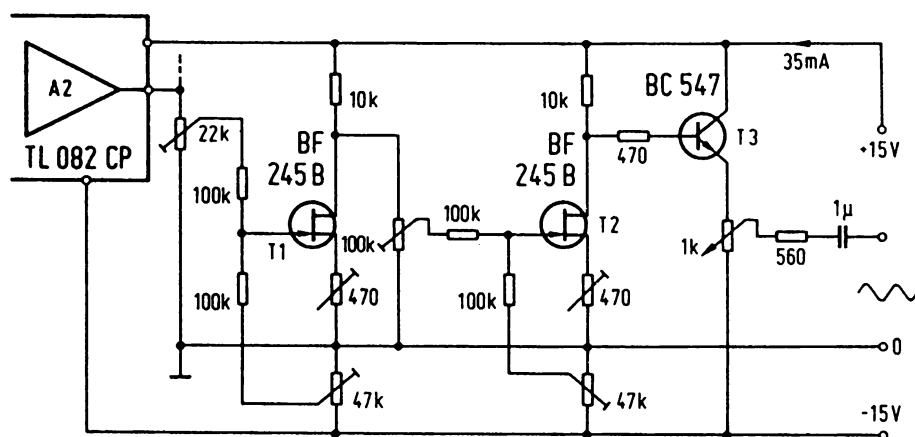 A2
TL 082 CP
22k
100k
100k
10k
BF
245 B
T1
100k
470
47k
100k
100k
10k
BF
245 B
T2
470
47k
470
BC 547
T3
1k
560
1µ
35mA
+15V
0
-15V